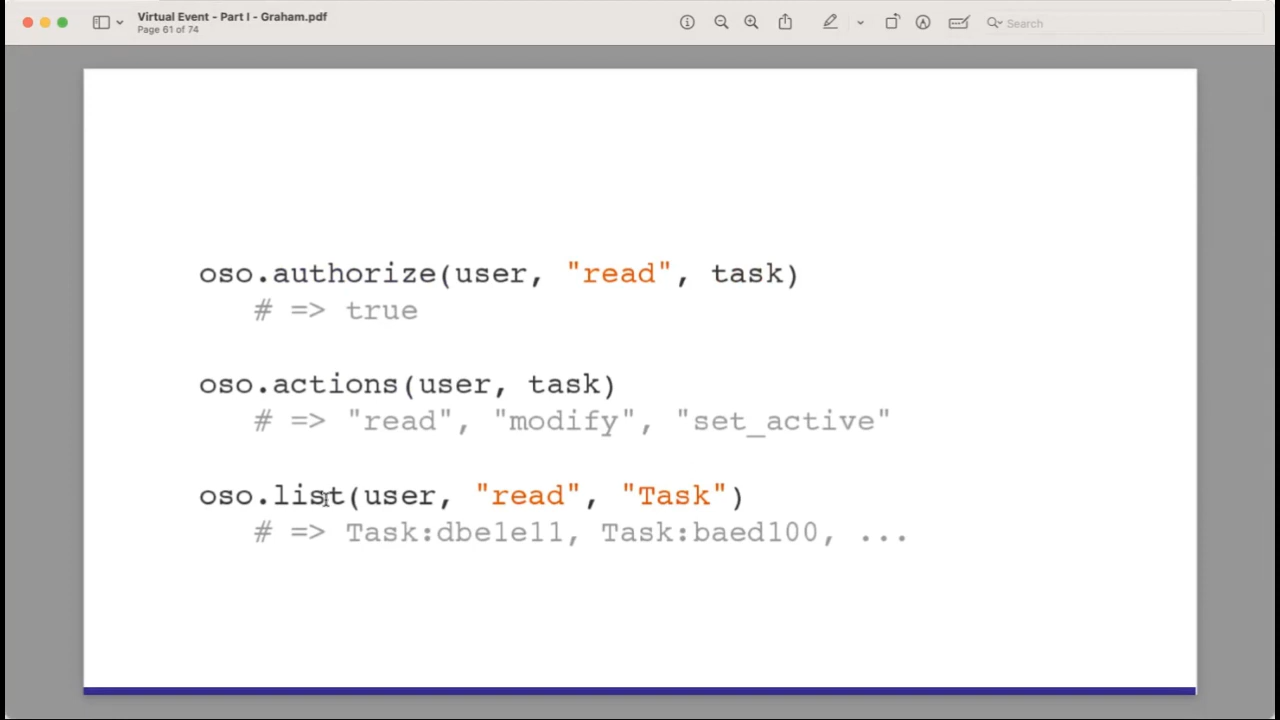 Virtual Event - Part I - Graham.pdf
Page 61 of 74
Search
oso.authorize(user, "read", task)
# => true
oso.actions(user, task)
# => "read", "modify", "set_active"
oso.list(user, "read", "Task")
# => Task:dbe1e11, Task:baed100, ...